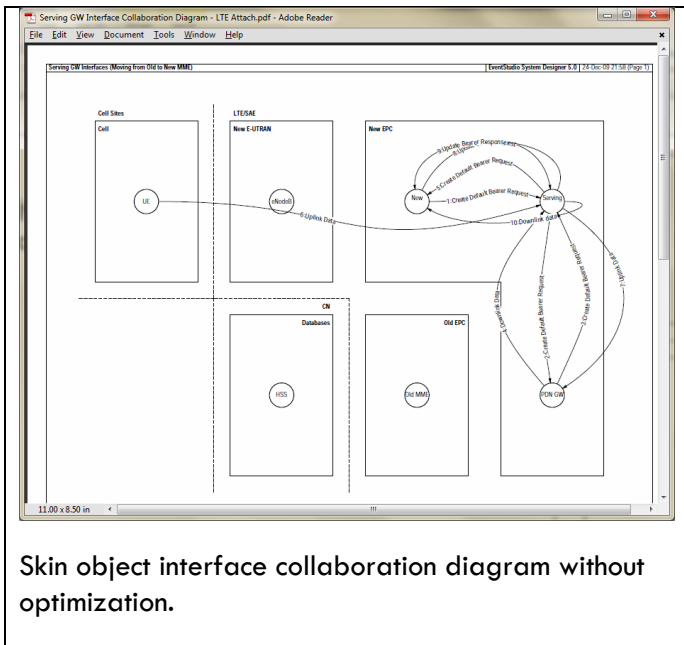 Serving GW Interface Collaboration Diagram - LTE Attach.pdf - Adobe Reader
File Edit View Document Tools Window Help
Serving GW Interfaces (Moving from Old to New MME)
EventStudio System Designer 5.0 24-Dec-09 21:58 (Page 1)
Cell Sites
LTE/SAE
Cell
New E-UTRAN
New EPC
9:Update Bearer Response
5:Create Default Bearer Request
UE
eNodeB
New
1:Create Default Bearer Request
Serving
6:Uplink Data
10:Downlink data
7:Uplink Data
4:Downlink Data
2:Create Default Bearer Request
3:Create Default Bearer Request
CN
Databases
Old EPC
HSS
Old MME
PDN GW
11.00 x 8.50 in
Skin object interface collaboration diagram without
optimization.